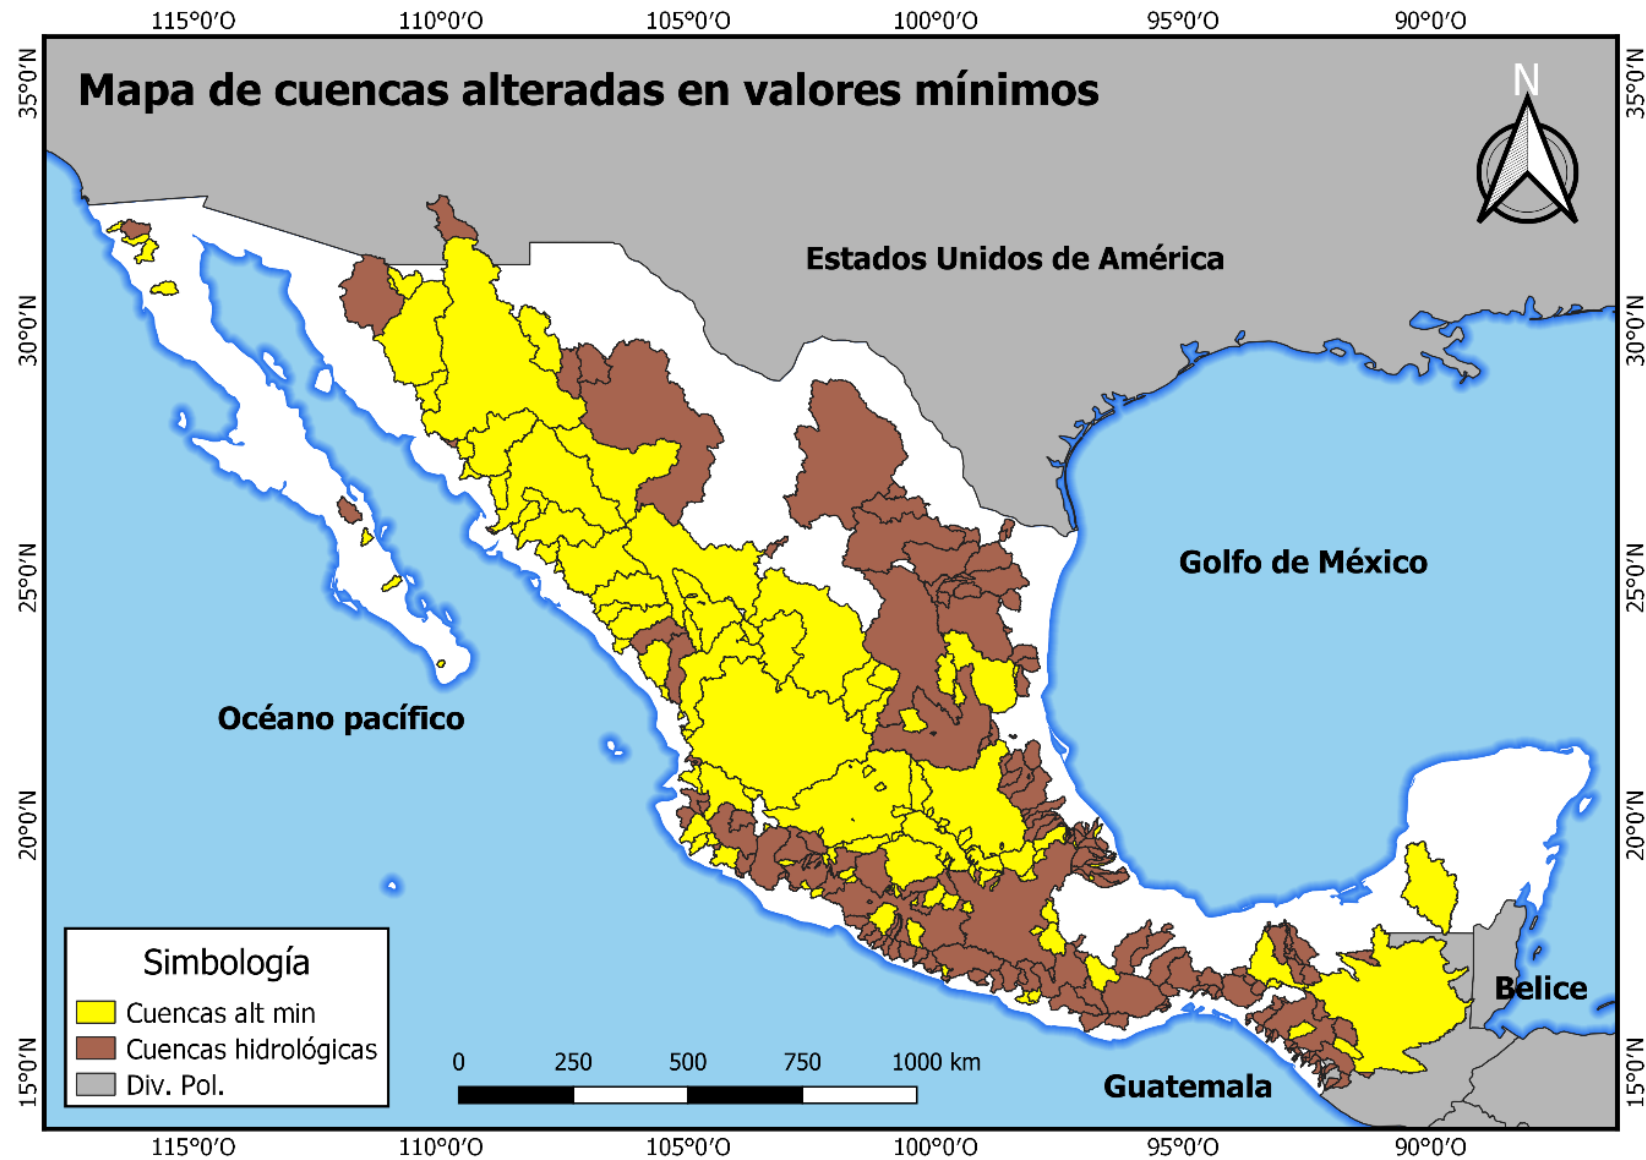 115°0'O 110°0'O 105°0'O 100°0'O 95°0'O 90°0'O
35°0'N 35°0'N
Mapa de cuencas alteradas en valores mínimos
N
Estados Unidos de América
30°0'N 30°0'N
Golfo de México
25°0'N 25°0'N
Océano pacífico
20°0'N 20°0'N
Simbología
Cuencas alt min
Cuencas hidrológicas
Div. Pol.
Belice
0 250 500 750 1000 km
Guatemala
15°0'N 15°0'N
115°0'O 110°0'O 105°0'O 100°0'O 95°0'O 90°0'O